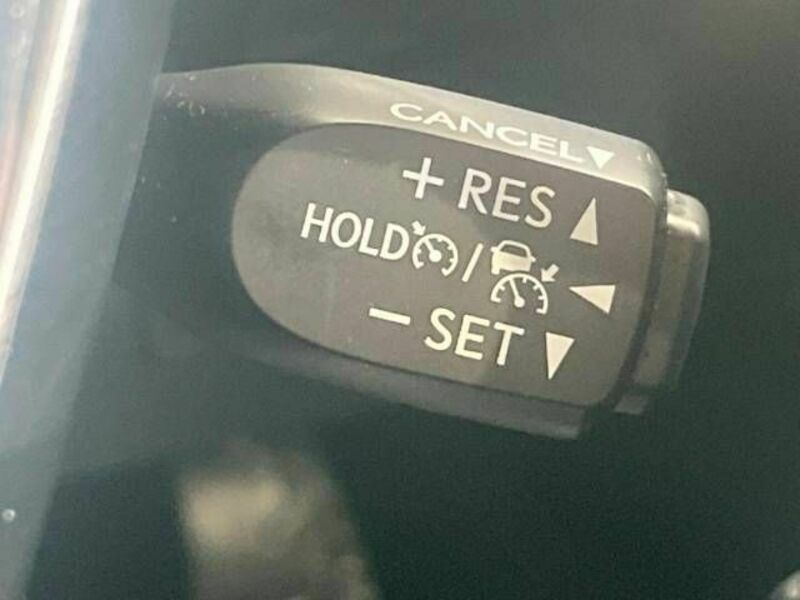 CANCEL▼
+ RES ▲
HOLD / ◀
− SET ▼